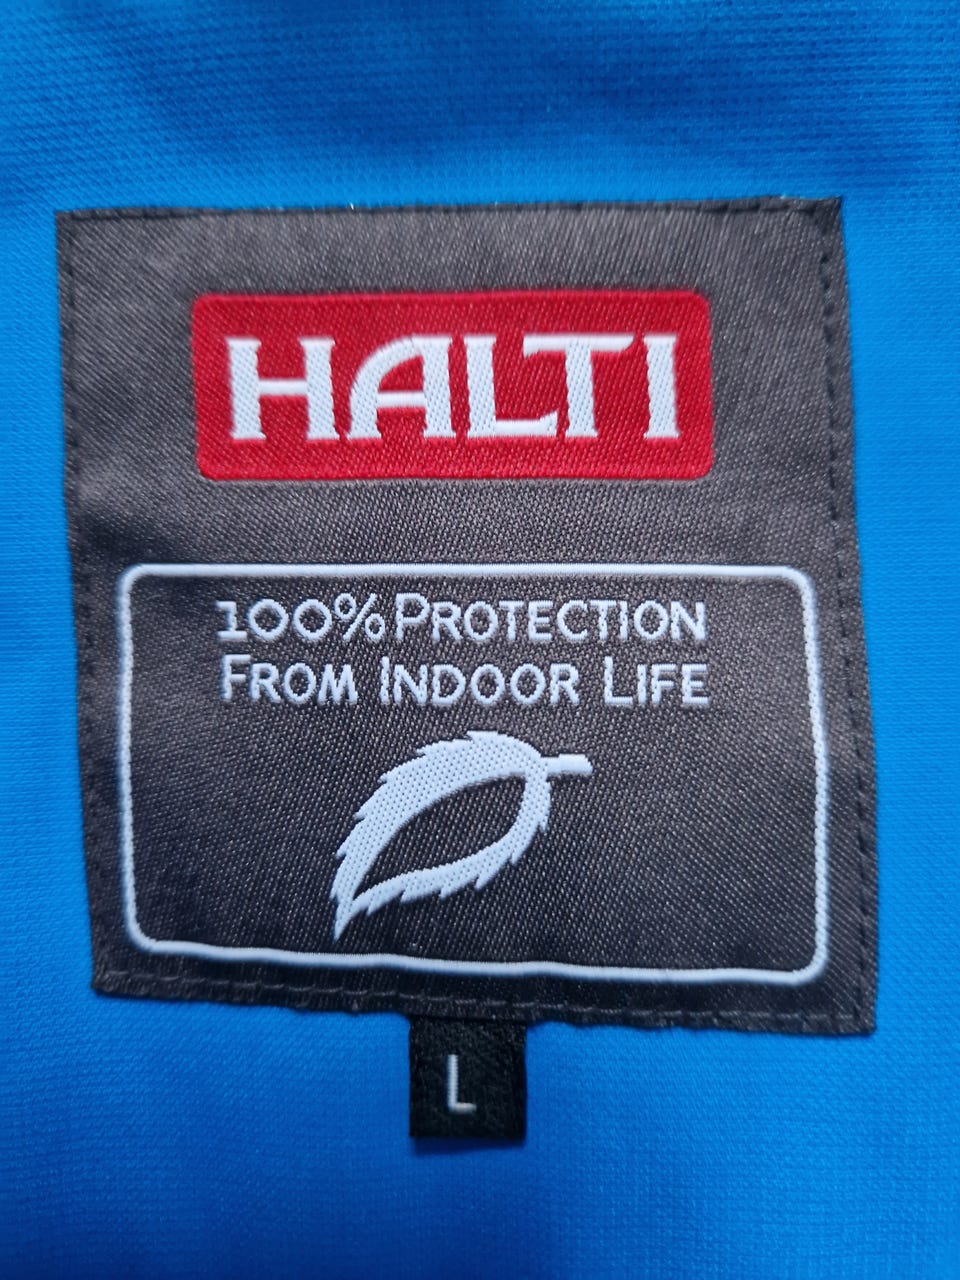 HALTI
100% PROTECTION
FROM INDOOR LIFE
L